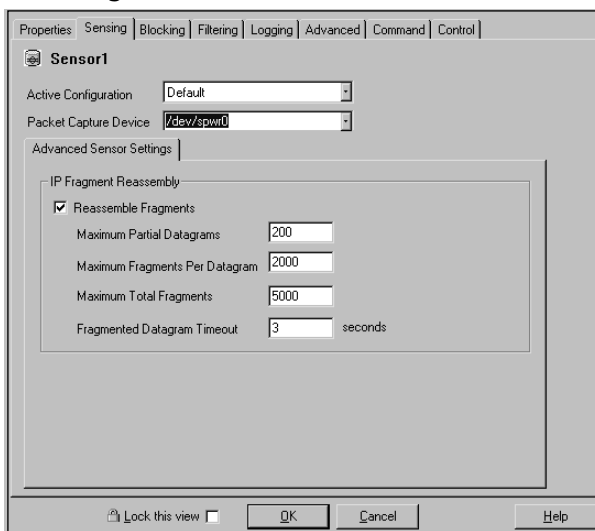 Properties Sensing Blocking Filtering Logging Advanced Command Control
Sensor1
Active Configuration Default
Packet Capture Device /dev/spwr0
Advanced Sensor Settings
IP Fragment Reassembly
Reassemble Fragments
Maximum Partial Datagrams 200
Maximum Fragments Per Datagram 2000
Maximum Total Fragments 5000
Fragmented Datagram Timeout 3 seconds
Lock this view OK Cancel Help